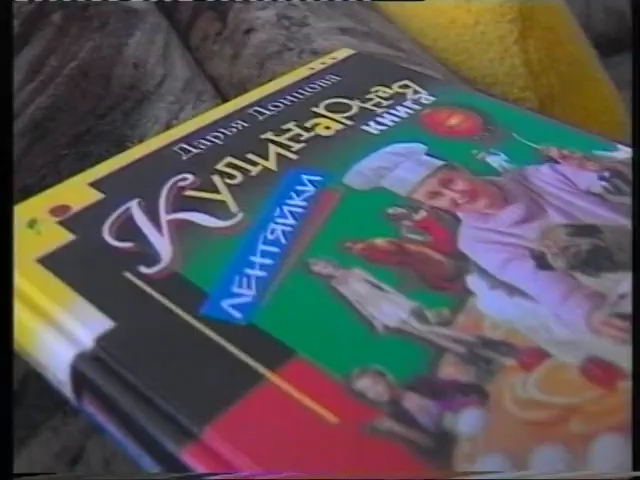 Дарья Донцова
Кулинарная
книга
ЛЕНТЯЙКИ